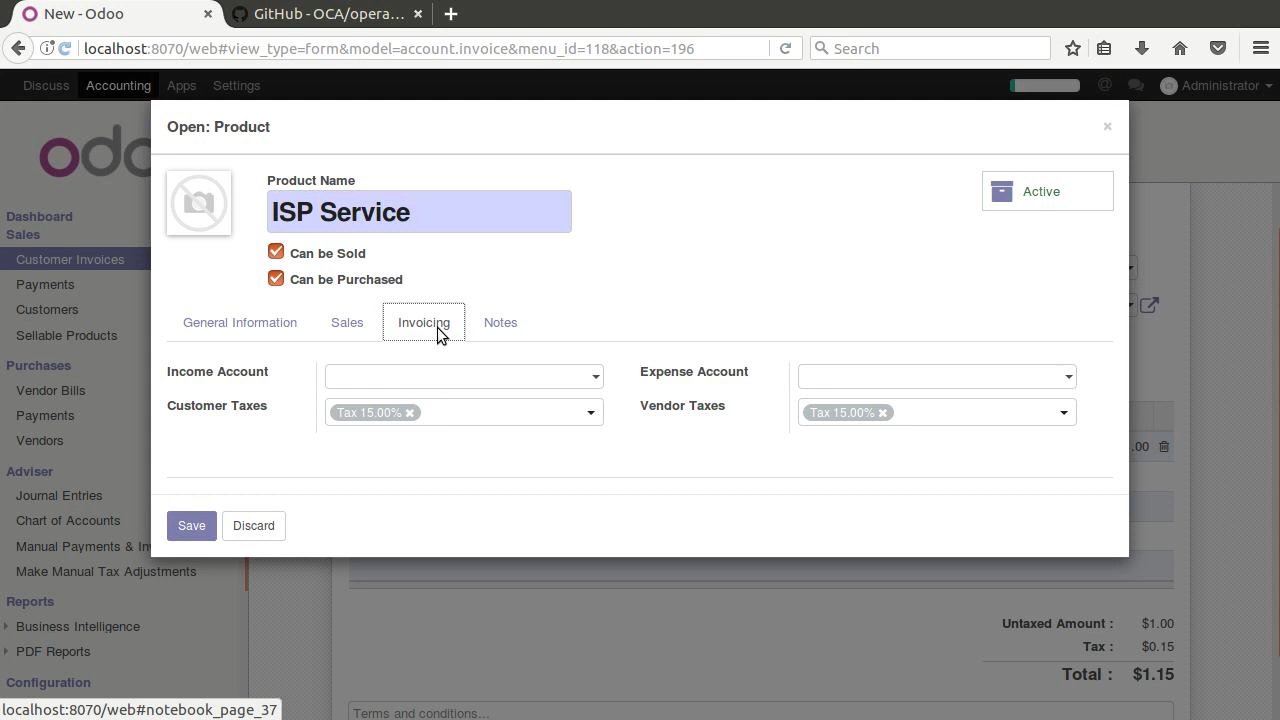 New - Odoo ×
GitHub - OCA/opera... ×
localhost:8070/web#view_type=form&model=account.invoice&menu_id=118&action=196
Search
Discuss Accounting Apps Settings
@ Administrator
odo
Open: Product ×
Product Name
ISP Service
Active
Can be Sold
Can be Purchased
General Information Sales Invoicing Notes
Income Account
Customer Taxes Tax 15.00% ×
Expense Account
Vendor Taxes Tax 15.00% ×
Save Discard
Dashboard
Sales
Customer Invoices
Payments
Customers
Sellable Products
Purchases
Vendor Bills
Payments
Vendors
Adviser
Journal Entries
Chart of Accounts
Manual Payments & In
Make Manual Tax Adjustments
Reports
Business Intelligence
PDF Reports
Configuration
.00
Untaxed Amount : $1.00
Tax : $0.15
Total : $1.15
Terms and conditions...
localhost:8070/web#notebook_page_37